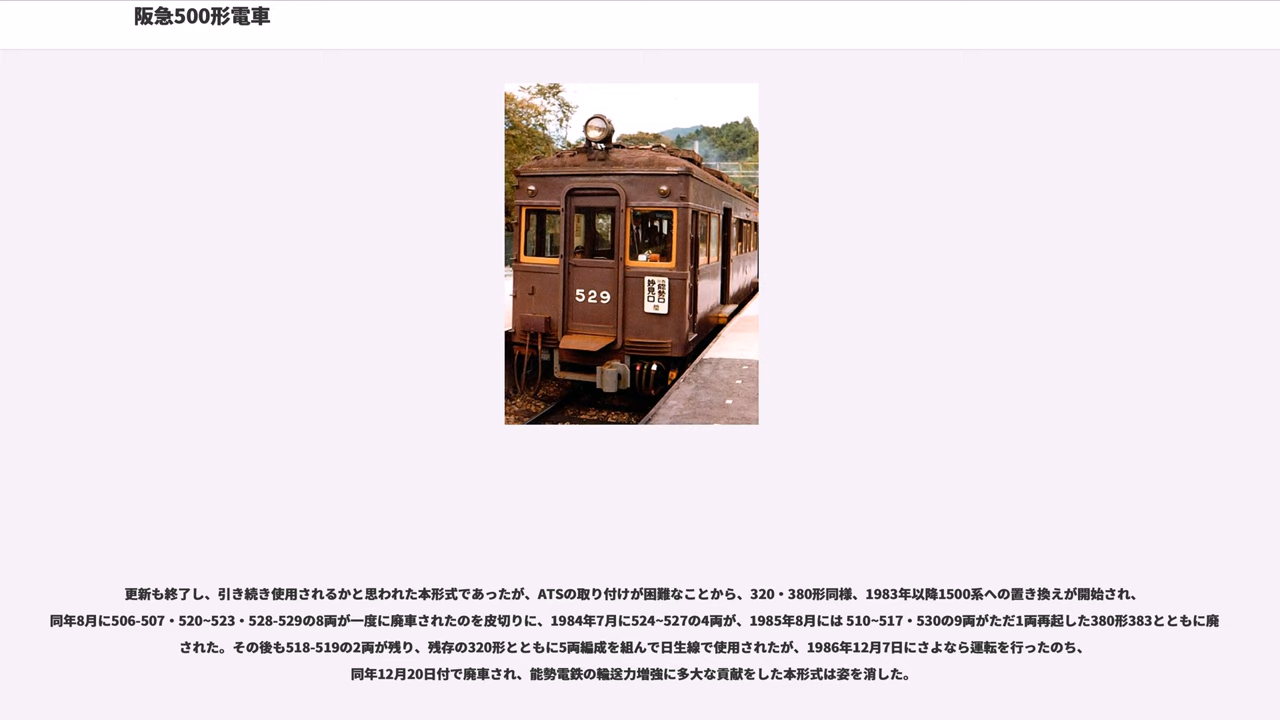 阪急500形電車
529
能勢口
妙見口
間
更新も終了し、引き続き使用されるかと思われた本形式であったが、ATSの取り付けが困難なことから、320・380形同様、1983年以降1500系への置き換えが開始され、
同年8月に506-507・520~523・528-529の8両が一度に廃車されたのを皮切りに、1984年7月に524~527の4両が、1985年8月には 510~517・530の9両がただ1両再起した380形383とともに廃
された。その後も518-519の2両が残り、残存の320形とともに5両編成を組んで日生線で使用されたが、1986年12月7日にさよなら運転を行ったのち、
同年12月20日付で廃車され、能勢電鉄の輸送力増強に多大な貢献をした本形式は姿を消した。